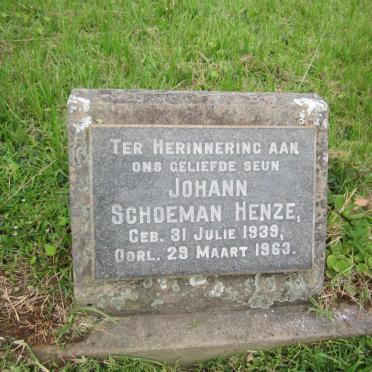 TER HERINNERING AAN
ONS GELIEFDE SEUN
JOHANN
SCHOEMAN HENZE,
GEB. 31 JULIE 1939,
OORL. 29 MAART 1963.